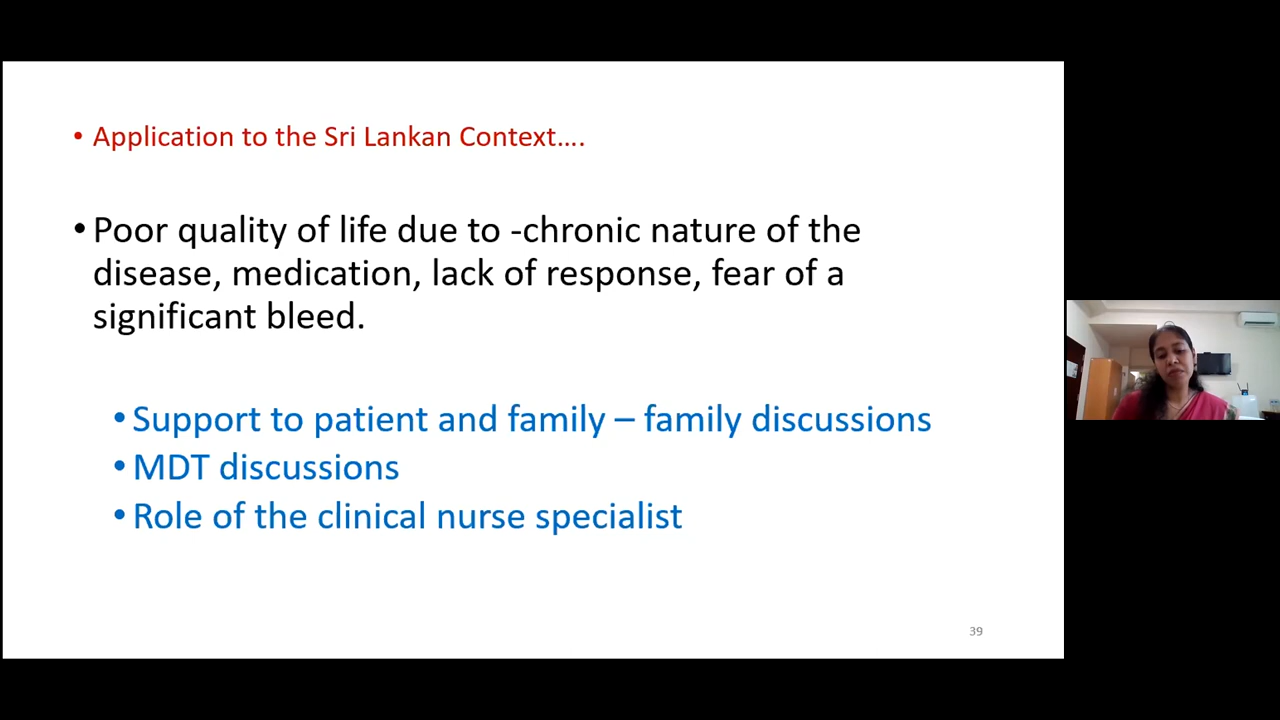 • Application to the Sri Lankan Context….
• Poor quality of life due to -chronic nature of the
disease, medication, lack of response, fear of a
significant bleed.
• Support to patient and family – family discussions
• MDT discussions
• Role of the clinical nurse specialist
39